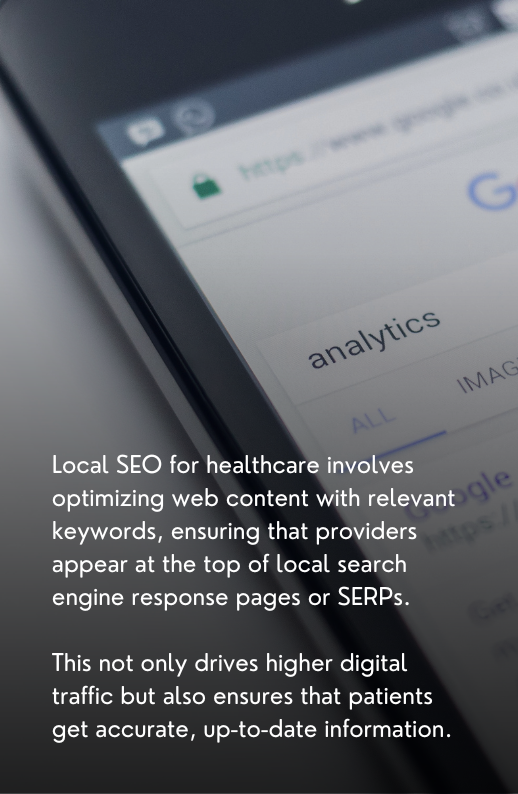 https://www.google.co
analytics
ALL
Google
https:/
Local SEO for healthcare involves
optimizing web content with relevant
keywords, ensuring that providers
appear at the top of local search
engine response pages or SERPs.
This not only drives higher digital
traffic but also ensures that patients
get accurate, up-to-date information.